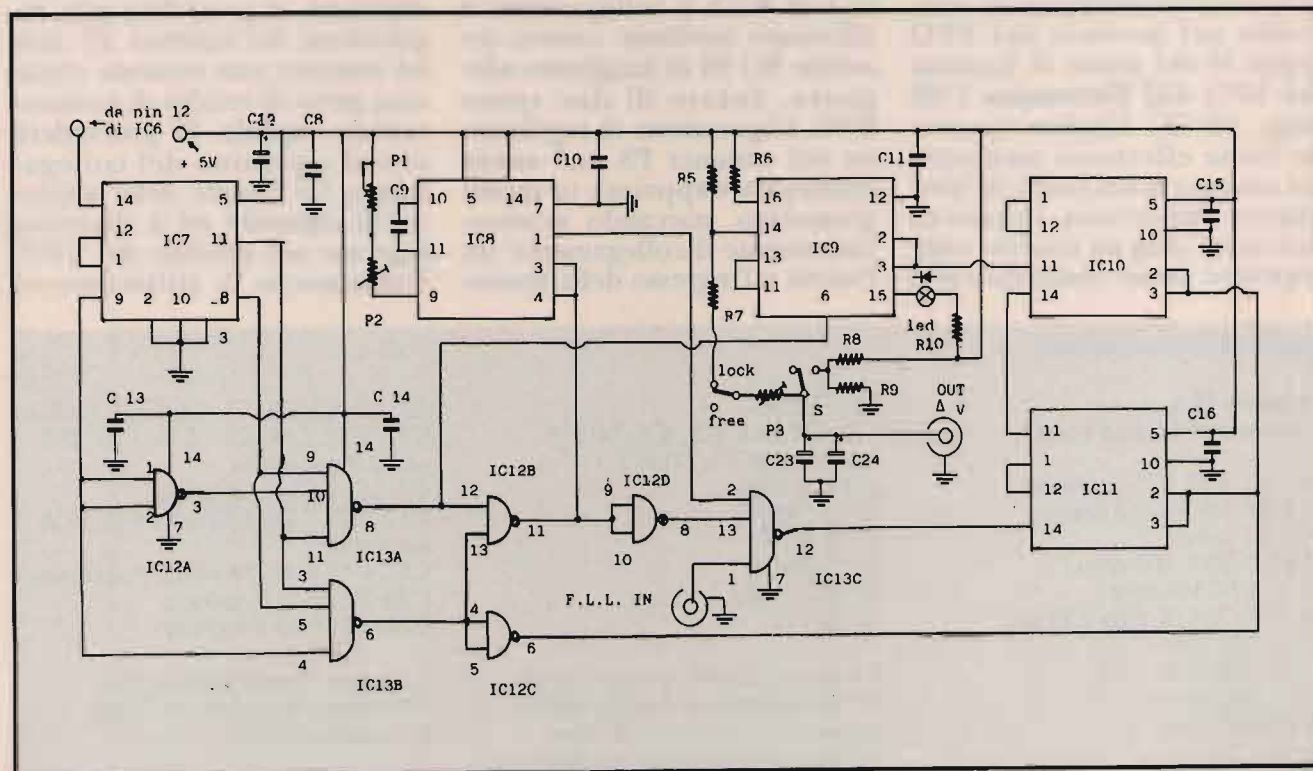 da pin 12
di IC6
+ 5V
C12
C8
P1
C9
P2
C10
R5
R6
R7
C11
C15
C16
14
12
1
9
2
10
3
5
11
8
IC7
10
11
9
5
14
IC8
7
1
3
4
16
14
13
11
6
IC9
12
2
3
15
led
R10
1
12
11
14
IC10
5
10
2
3
lock
free
P3
S
R8
R9
OUT
Δ V
C23
C24
C 13
C 14
1
2
14
3
7
IC12A
9
10
11
14
8
IC13A
3
5
4
6
IC13B
12
13
11
IC12B
4
5
6
IC12C
9
10
8
IC12D
2
13
1
12
7
IC13C
F.L.L. IN
11
1
12
14
IC11
5
10
2
3